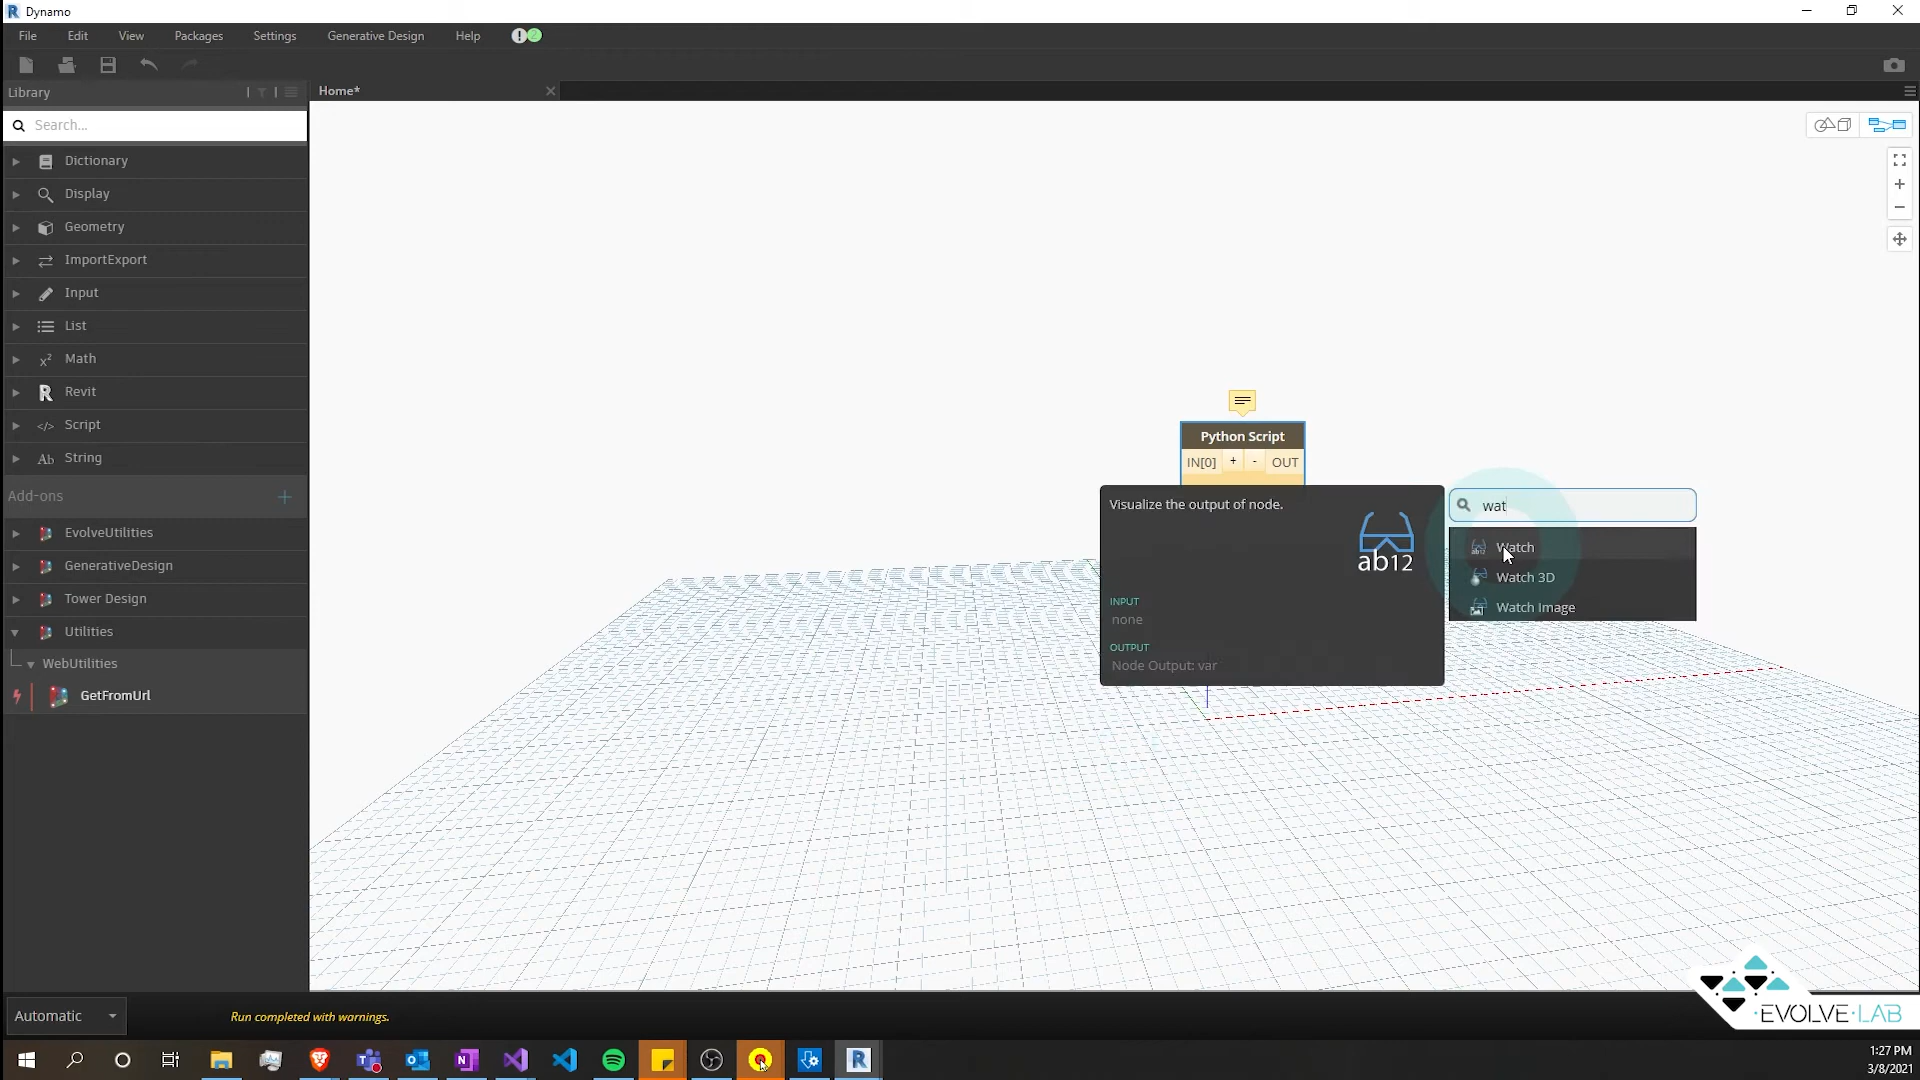 Dynamo
File Edit View Packages Settings Generative Design Help ! 2
Library
Home*
Search...
Dictionary
Display
Geometry
ImportExport
Input
List
Math
Revit
Script
String
Add-ons
EvolveUtilities
GenerativeDesign
Tower Design
Utilities
WebUtilities
GetFromUrl
Python Script
IN[0] + - OUT
Visualize the output of node.
ab12
INPUT
none
OUTPUT
Node Output: var
wat
Watch
Watch 3D
Watch Image
Automatic
Run completed with warnings.
EVOLVE LAB
1:27 PM
3/8/2021